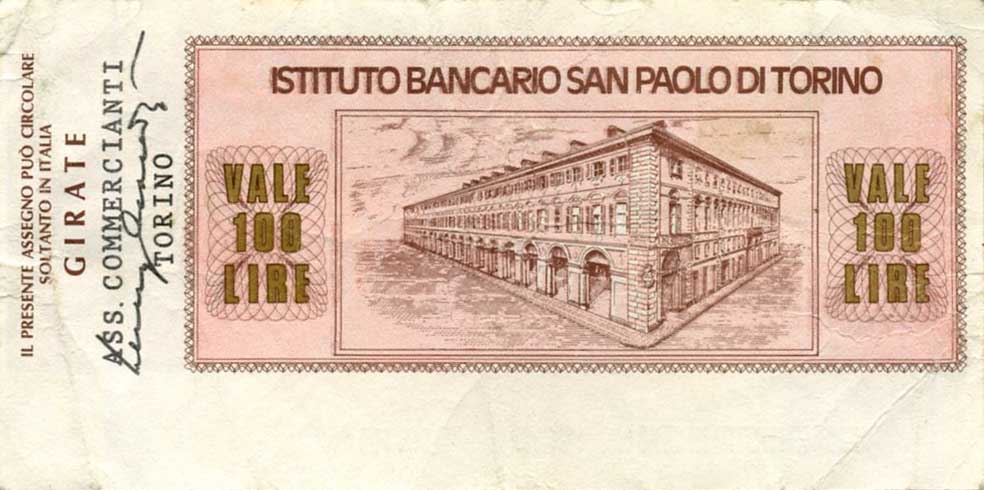 IL PRESENTE ASSEGNO PUÒ CIRCOLARE
SOLTANTO IN ITALIA
GIRATE
ASS. COMMERCIANTI
TORINO
ISTITUTO BANCARIO SAN PAOLO DI TORINO
VALE
100
LIRE
VALE
100
LIRE